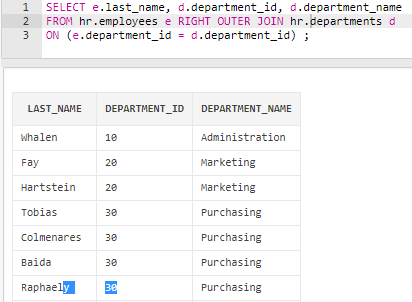 1 SELECT e.last_name, d.department_id, d.department_name
2 FROM hr.employees e RIGHT OUTER JOIN hr.departments d
3 ON (e.department_id = d.department_id) ;
LAST_NAME DEPARTMENT_ID DEPARTMENT_NAME
Whalen 10 Administration
Fay 20 Marketing
Hartstein 20 Marketing
Tobias 30 Purchasing
Colmenares 30 Purchasing
Baida 30 Purchasing
Raphaely 30 Purchasing